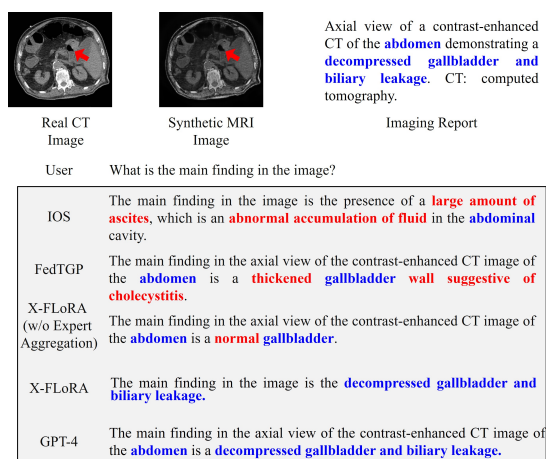 Axial view of a contrast-enhanced
CT of the abdomen demonstrating a
decompressed gallbladder and
biliary leakage. CT: computed
tomography.
Real CT
Image
Synthetic MRI
Image
Imaging Report
User
What is the main finding in the image?
IOS
The main finding in the image is the presence of a large amount of
ascites, which is an abnormal accumulation of fluid in the abdominal
cavity.
FedTGP
The main finding in the axial view of the contrast-enhanced CT image of
the abdomen is a thickened gallbladder wall suggestive of
cholecystitis.
X-FLoRA
(w/o Expert
Aggregation)
The main finding in the axial view of the contrast-enhanced CT image of
the abdomen is a normal gallbladder.
X-FLoRA
The main finding in the image is the decompressed gallbladder and
biliary leakage.
GPT-4
The main finding in the axial view of the contrast-enhanced CT image of
the abdomen is a decompressed gallbladder and biliary leakage.